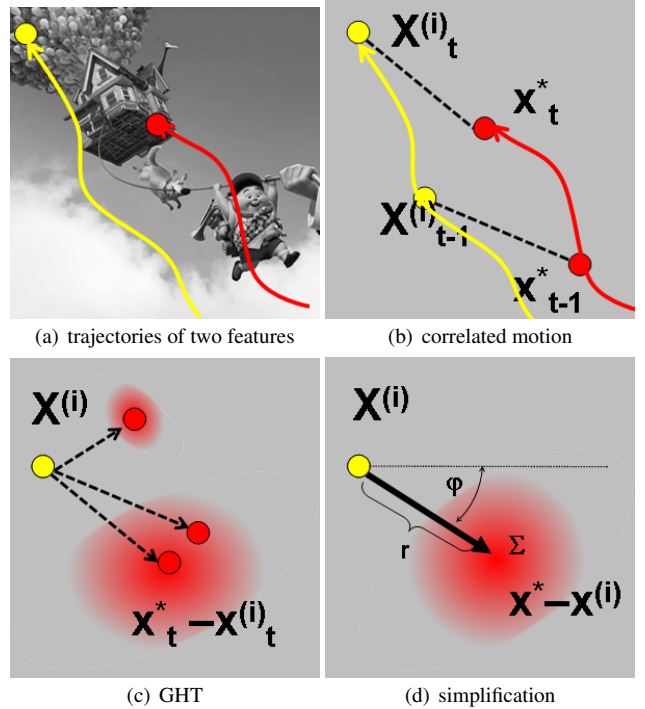 X(i)t
X*t
X(i)t-1
X*t-1
(a) trajectories of two features
(b) correlated motion
X(i)
X*t – X(i)t
X(i)
φ
r
Σ
X* – X(i)
(c) GHT
(d) simplification